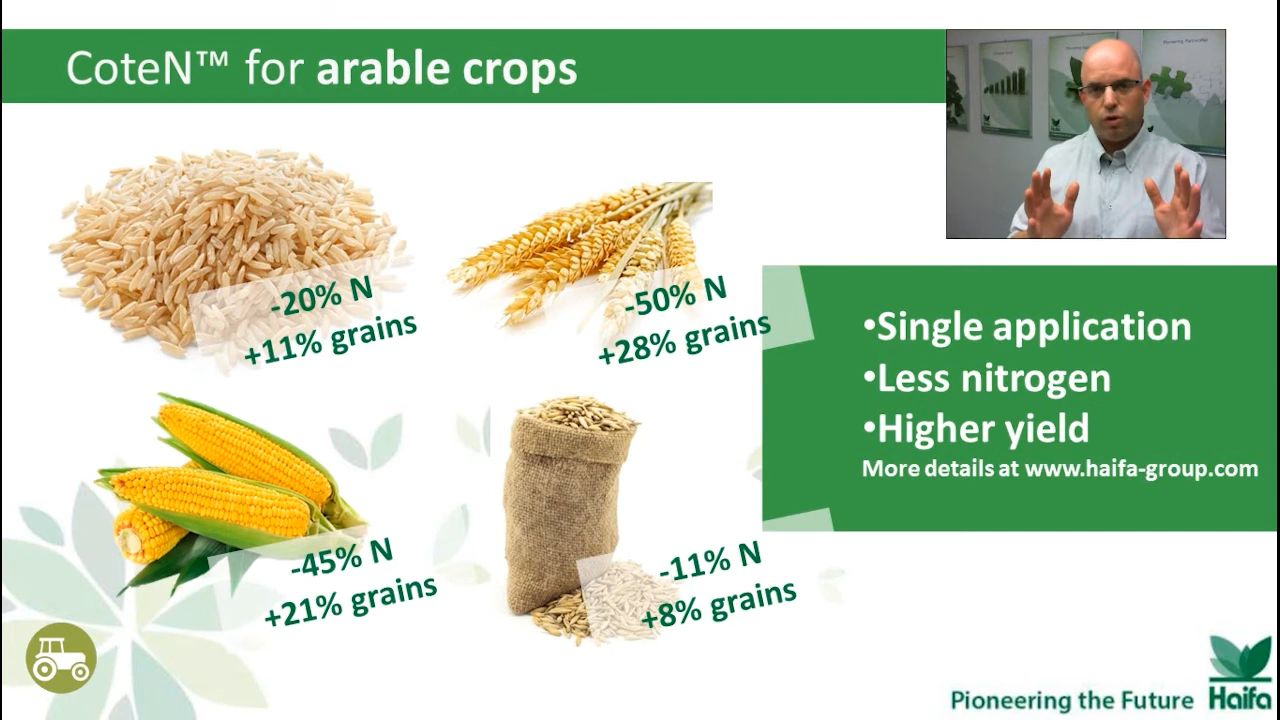 CoteN™ for arable crops
-20% N
+11% grains
-50% N
+28% grains
-45% N
+21% grains
-11% N
+8% grains
•Single application
•Less nitrogen
•Higher yield
More details at www.haifa-group.com
Pioneering the Future
Haifa